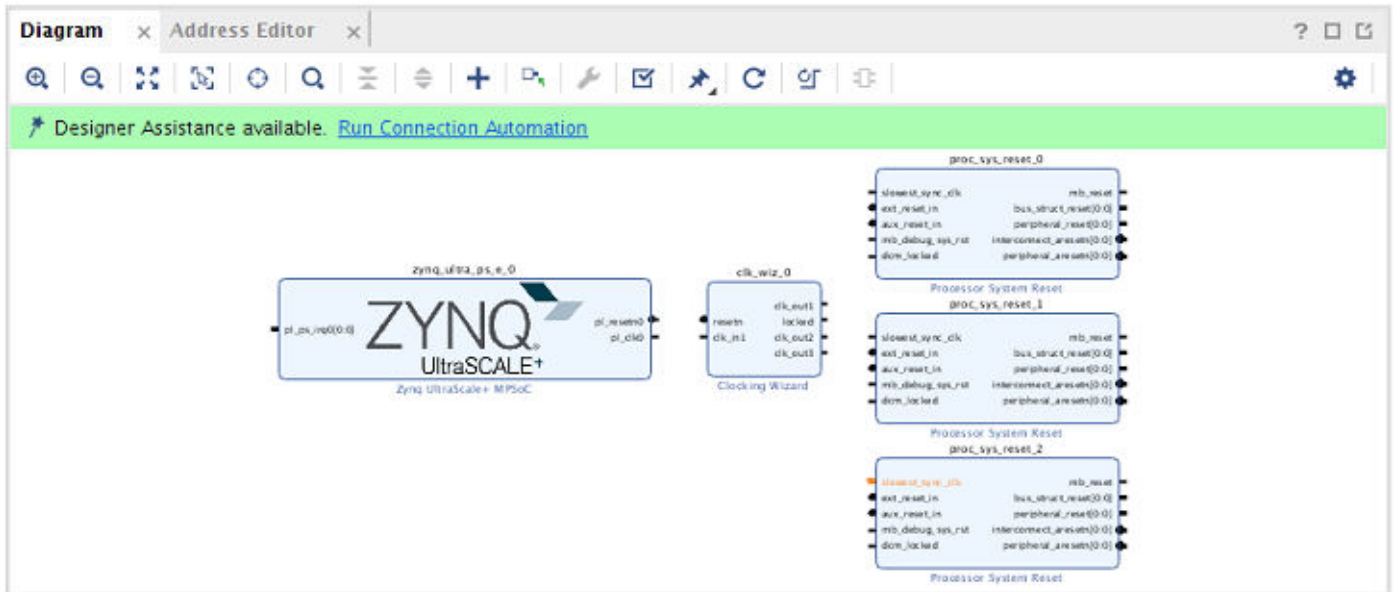 Diagram × Address Editor × ?
Designer Assistance available. Run Connection Automation
proc_sys_reset_0
slowest_sync_clk mb_reset
ext_reset_in bus_struct_reset[0:0]
aux_reset_in peripheral_reset[0:0]
mb_debug_sys_rst interconnect_aresetn[0:0]
dcm_locked peripheral_aresetn[0:0]
Processor System Reset
zynq_ultra_ps_e_0
pl_ps_irq0[0:0]
ZYNQ
UltraSCALE+
pl_resetn0
pl_clk0
Zynq UltraScale+ MPSoC
clk_wiz_0
resetn
clk_in1
clk_out1
locked
clk_out2
clk_out3
Clocking Wizard
proc_sys_reset_1
slowest_sync_clk mb_reset
ext_reset_in bus_struct_reset[0:0]
aux_reset_in peripheral_reset[0:0]
mb_debug_sys_rst interconnect_aresetn[0:0]
dcm_locked peripheral_aresetn[0:0]
Processor System Reset
proc_sys_reset_2
slowest_sync_clk mb_reset
ext_reset_in bus_struct_reset[0:0]
aux_reset_in peripheral_reset[0:0]
mb_debug_sys_rst interconnect_aresetn[0:0]
dcm_locked peripheral_aresetn[0:0]
Processor System Reset